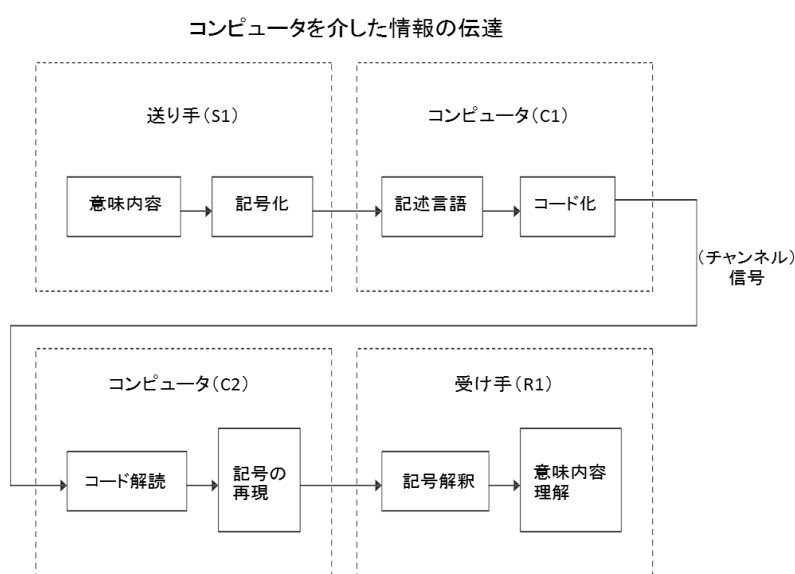 コンピュータを介した情報の伝達
送り手(S1)
コンピュータ(C1)
意味内容
記号化
記述言語
コード化
(チャンネル)
信号
コンピュータ(C2)
受け手(R1)
コード解読
記号の
再現
記号解釈
意味内容
理解